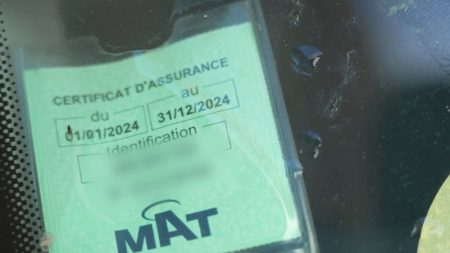 CERTIFICAT D'ASSURANCE
du au
01/01/2024 31/12/2024
Identification
MAT